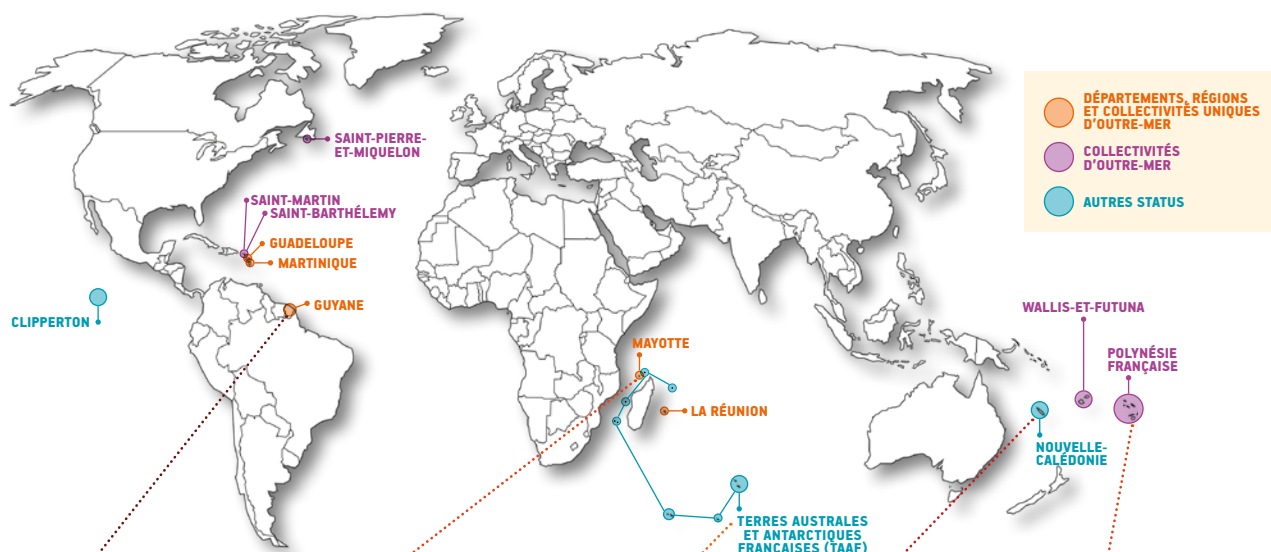 DÉPARTEMENTS, RÉGIONS
ET COLLECTIVITÉS UNIQUES
D'OUTRE-MER
COLLECTIVITÉS
D'OUTRE-MER
AUTRES STATUS
SAINT-PIERRE-
ET-MIQUELON
SAINT-MARTIN
SAINT-BARTHÉLEMY
GUADELOUPE
MARTINIQUE
GUYANE
CLIPPERTON
MAYOTTE
LA RÉUNION
WALLIS-ET-FUTUNA
POLYNÉSIE
FRANÇAISE
NOUVELLE-
CALÉDONIE
TERRES AUSTRALES
ET ANTARCTIQUES
FRANÇAISES (TAAF)